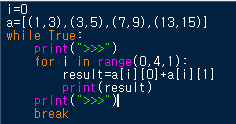 i=0
a=[(1,3),(3,5),(7,9),(13,15)]
while True:
    print(">>>")
    for i in range(0,4,1):
        result=a[i][0]+a[i][1]
        print(result)
    print(">>>")
    break